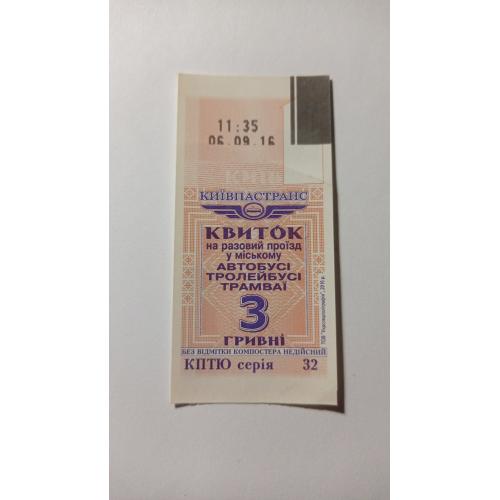 11:35
06.09.16
КИЇВПАСТРАНС
КВИТОК
на разовий проїзд
у міському
АВТОБУСІ
ТРОЛЕЙБУСІ
ТРАМВАЇ
3
ГРИВНІ
БЕЗ ВІДМІТКИ КОМПОСТЕРА НЕДІЙСНИЙ
КПТЮ серія 32